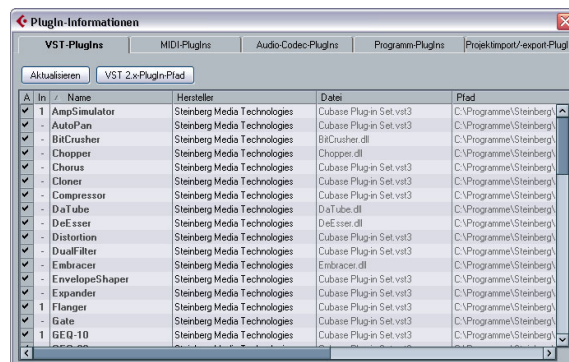 PlugIn-Informationen
VST-PlugIns MIDI-PlugIns Audio-Codec-PlugIns Programm-PlugIns Projektimport/-export-PlugI
Aktualisieren VST 2.x-PlugIn-Pfad
A In Name Hersteller Datei Pfad
1 AmpSimulator Steinberg Media Technologies Cubase Plug-in Set.vst3 C:\Programme\Steinberg\
- AutoPan Steinberg Media Technologies Cubase Plug-in Set.vst3 C:\Programme\Steinberg\
- BitCrusher Steinberg Media Technologies BitCrusher.dll C:\Programme\Steinberg\
- Chopper Steinberg Media Technologies Chopper.dll C:\Programme\Steinberg\
- Chorus Steinberg Media Technologies Cubase Plug-in Set.vst3 C:\Programme\Steinberg\
- Cloner Steinberg Media Technologies Cubase Plug-in Set.vst3 C:\Programme\Steinberg\
- Compressor Steinberg Media Technologies Cubase Plug-in Set.vst3 C:\Programme\Steinberg\
- DaTube Steinberg Media Technologies DaTube.dll C:\Programme\Steinberg\
- DeEsser Steinberg Media Technologies DeEsser.dll C:\Programme\Steinberg\
- Distortion Steinberg Media Technologies Cubase Plug-in Set.vst3 C:\Programme\Steinberg\
- DualFilter Steinberg Media Technologies Cubase Plug-in Set.vst3 C:\Programme\Steinberg\
- Embracer Steinberg Media Technologies Embracer.dll C:\Programme\Steinberg\
- EnvelopeShaper Steinberg Media Technologies Cubase Plug-in Set.vst3 C:\Programme\Steinberg\
- Expander Steinberg Media Technologies Cubase Plug-in Set.vst3 C:\Programme\Steinberg\
1 Flanger Steinberg Media Technologies Cubase Plug-in Set.vst3 C:\Programme\Steinberg\
- Gate Steinberg Media Technologies Cubase Plug-in Set.vst3 C:\Programme\Steinberg\
1 GEQ-10 Steinberg Media Technologies Cubase Plug-in Set.vst3 C:\Programme\Steinberg\